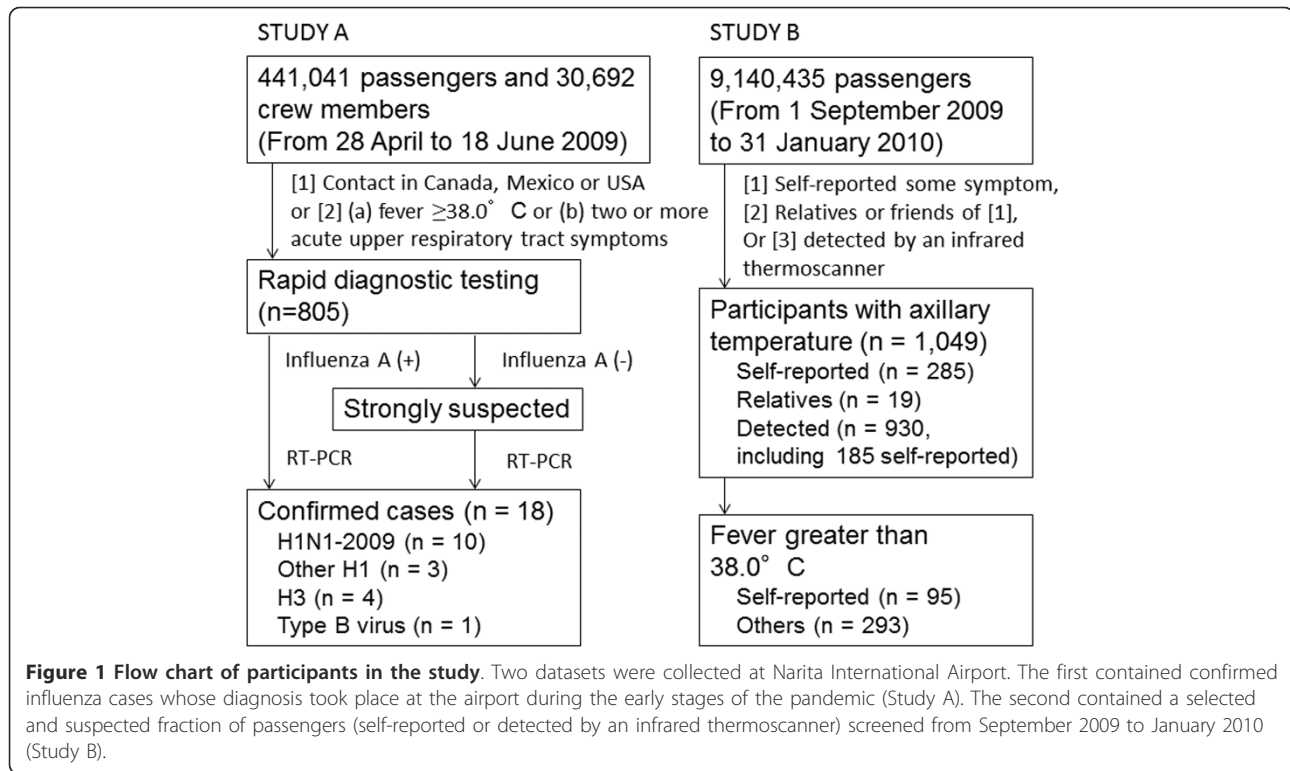 STUDY A
441,041 passengers and 30,692
crew members
(From 28 April to 18 June 2009)
[1] Contact in Canada, Mexico or USA
or [2] (a) fever ≥38.0° C or (b) two or more
acute upper respiratory tract symptoms
Rapid diagnostic testing
(n=805)
Influenza A (+)
Influenza A (-)
Strongly suspected
RT-PCR
RT-PCR
Confirmed cases (n = 18)
H1N1-2009 (n = 10)
Other H1 (n = 3)
H3 (n = 4)
Type B virus (n = 1)
STUDY B
9,140,435 passengers
(From 1 September 2009
to 31 January 2010)
[1] Self-reported some symptom,
[2] Relatives or friends of [1],
Or [3] detected by an infrared
thermoscanner
Participants with axillary
temperature (n = 1,049)
Self-reported (n = 285)
Relatives (n = 19)
Detected (n = 930,
including 185 self-reported)
Fever greater than
38.0° C
Self-reported (n = 95)
Others (n = 293)
Figure 1 Flow chart of participants in the study. Two datasets were collected at Narita International Airport. The first contained confirmed
influenza cases whose diagnosis took place at the airport during the early stages of the pandemic (Study A). The second contained a selected
and suspected fraction of passengers (self-reported or detected by an infrared thermoscanner) screened from September 2009 to January 2010
(Study B).